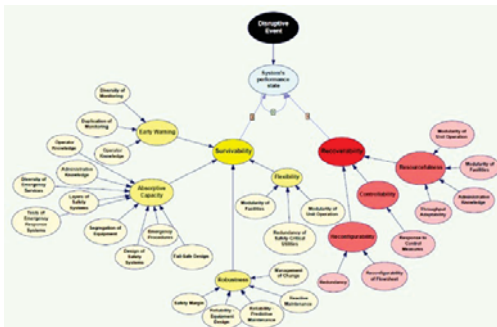 Disruptive
Event
System's
performance
state
Diversity of
Monitoring
Duplication of
Monitoring
Early Warning
Operator
Knowledge
Operator
Knowledge
Administrative
Knowledge
Diversity of
Emergency
Services
Layers of
Safety
Systems
Absorptive
Capacity
Tests of
Emergency
Response
Systems
Segregation of
Equipment
Design of
Safety
Systems
Emergency
Procedures
Fail-Safe Design
Survivability
Flexibility
Modularity of
Facilities
Modularity of
Unit Operation
Redundancy of
Safety Critical
Utilities
Robustness
Safety Margin
Reliability -
Equipment
Design
Reliability -
Predictive
Maintenance
Maintenance
Management
of Change
Recoverability
Controllability
Reconfigurability
Redundancy
Reconfigurability
of Flowsheet
Response to
Control
Measures
Resourcefulness
Modularity of
Unit Operation
Modularity of
Facilities
Administrative
Knowledge
Throughput
Adaptability